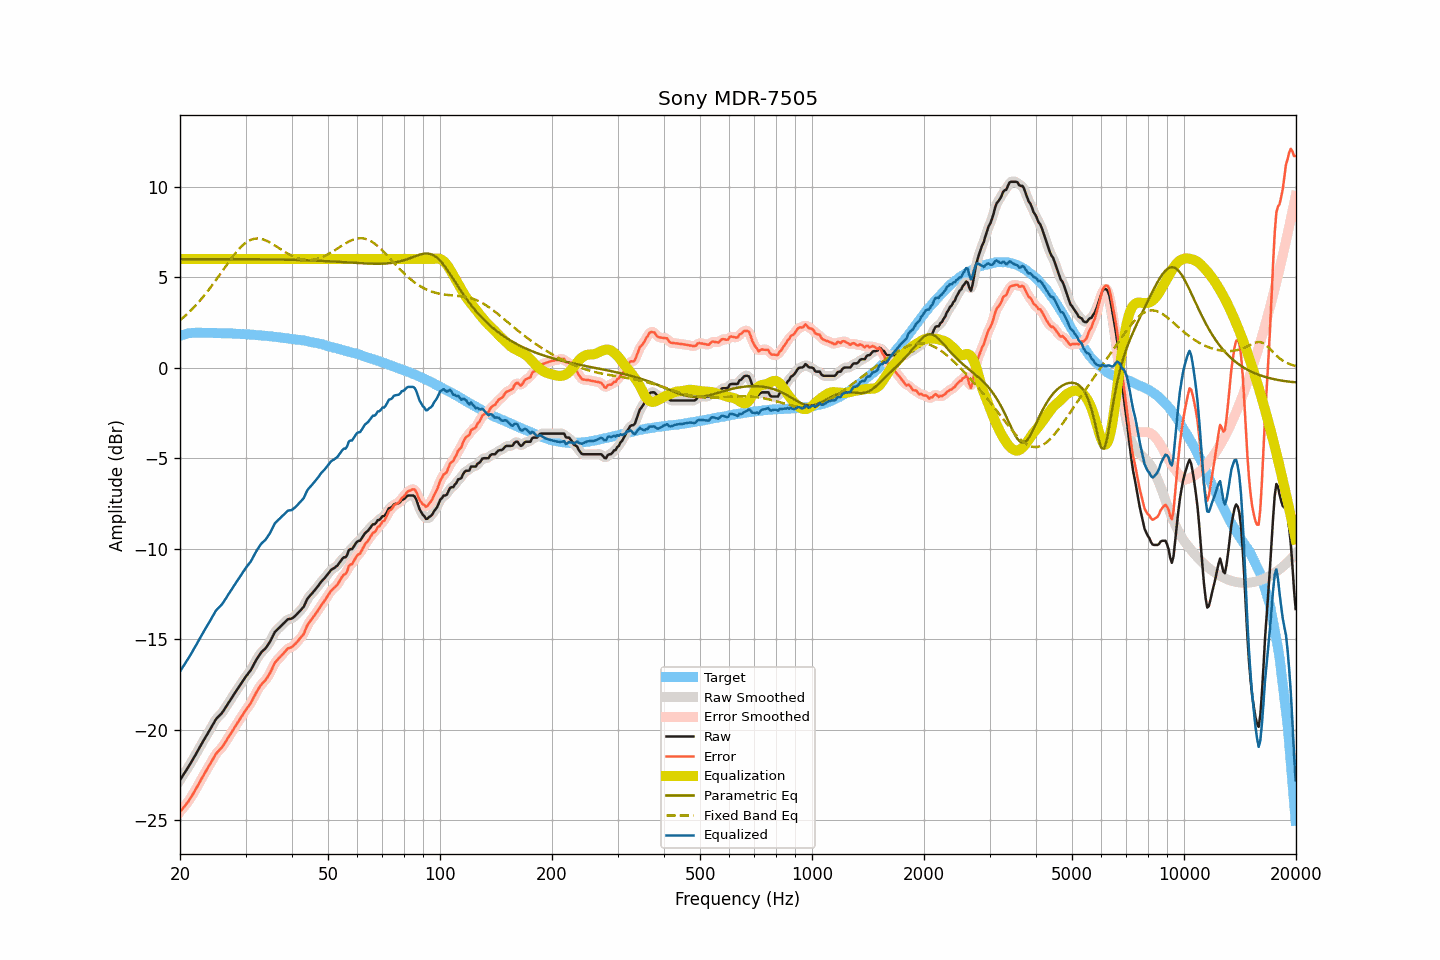 Sony MDR-7505
Amplitude (dBr)
10
5
0
−5
−10
−15
−20
−25
Target
Raw Smoothed
Error Smoothed
Raw
Error
Equalization
Parametric Eq
Fixed Band Eq
Equalized
20 50 100 200 500 1000 2000 5000 10000 20000
Frequency (Hz)